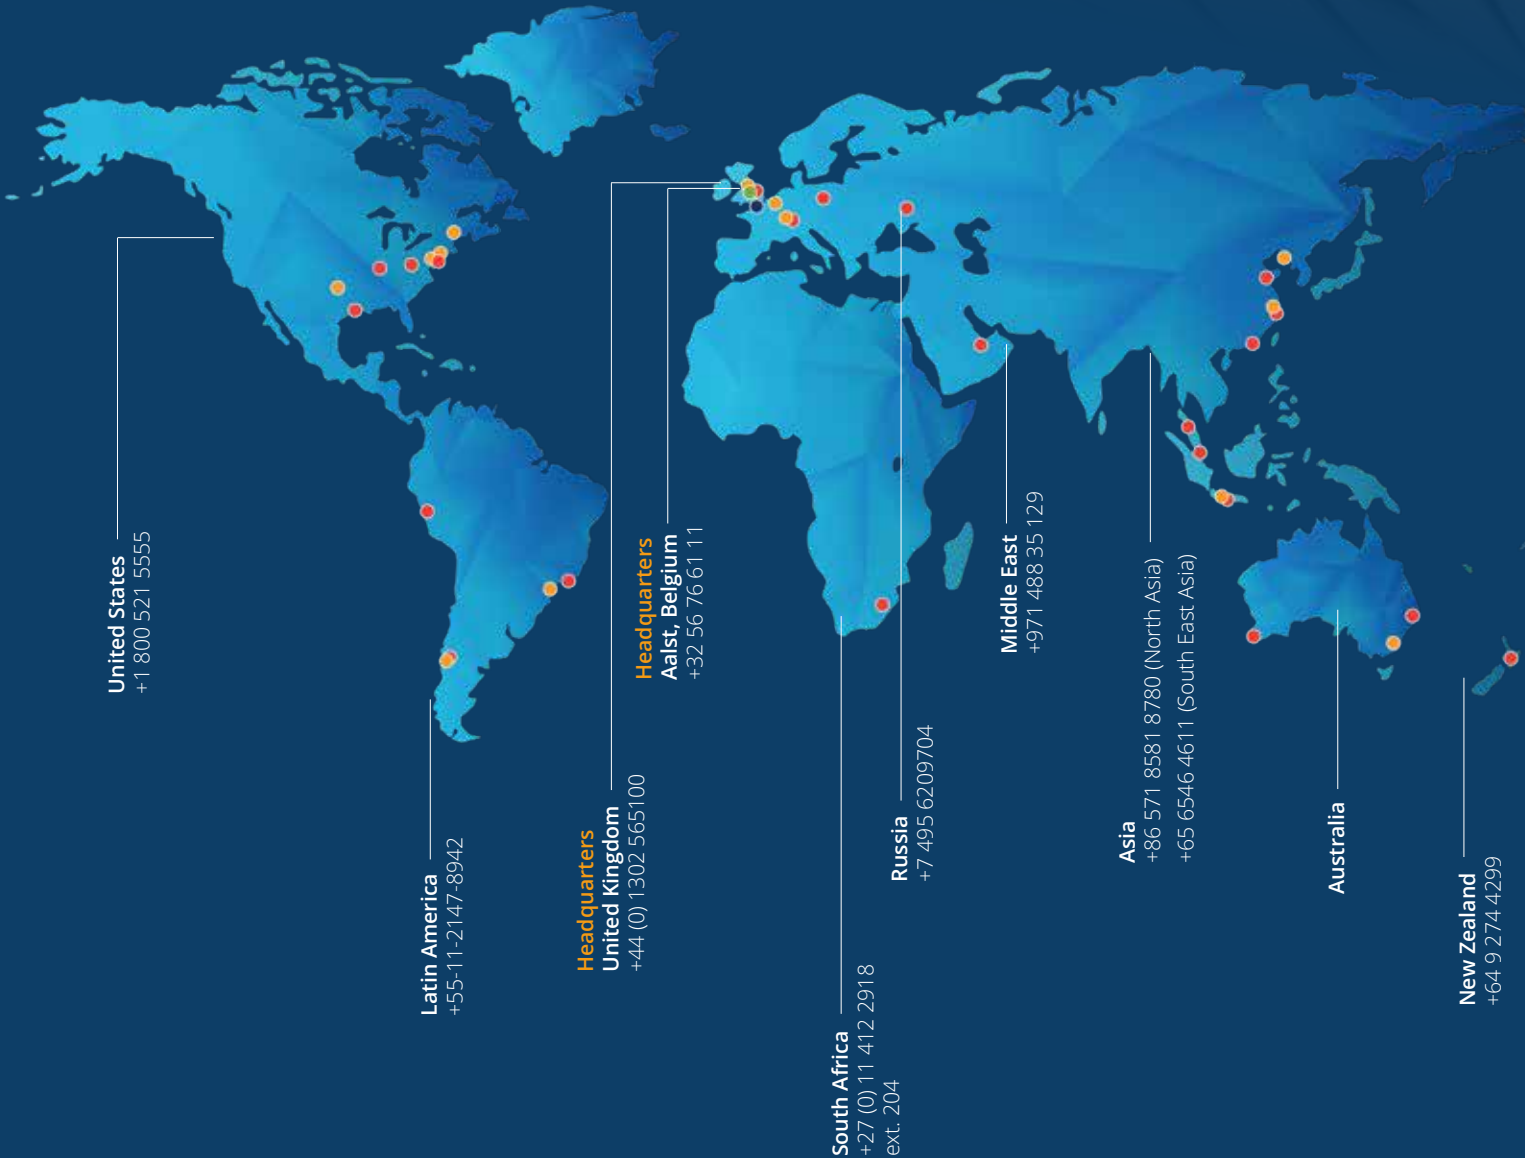 United States
+1 800 521 5555
Latin America
+55-11-2147-8942
Headquarters
United Kingdom
+44 (0) 1302 565100
Headquarters
Aalst, Belgium
+32 56 76 61 11
South Africa
+27 (0) 11 412 2918
ext. 204
Russia
+7 495 6209704
Middle East
+971 488 35 129
Asia
+86 571 8581 8780 (North Asia)
+65 6546 4611 (South East Asia)
Australia
New Zealand
+64 9 274 4299